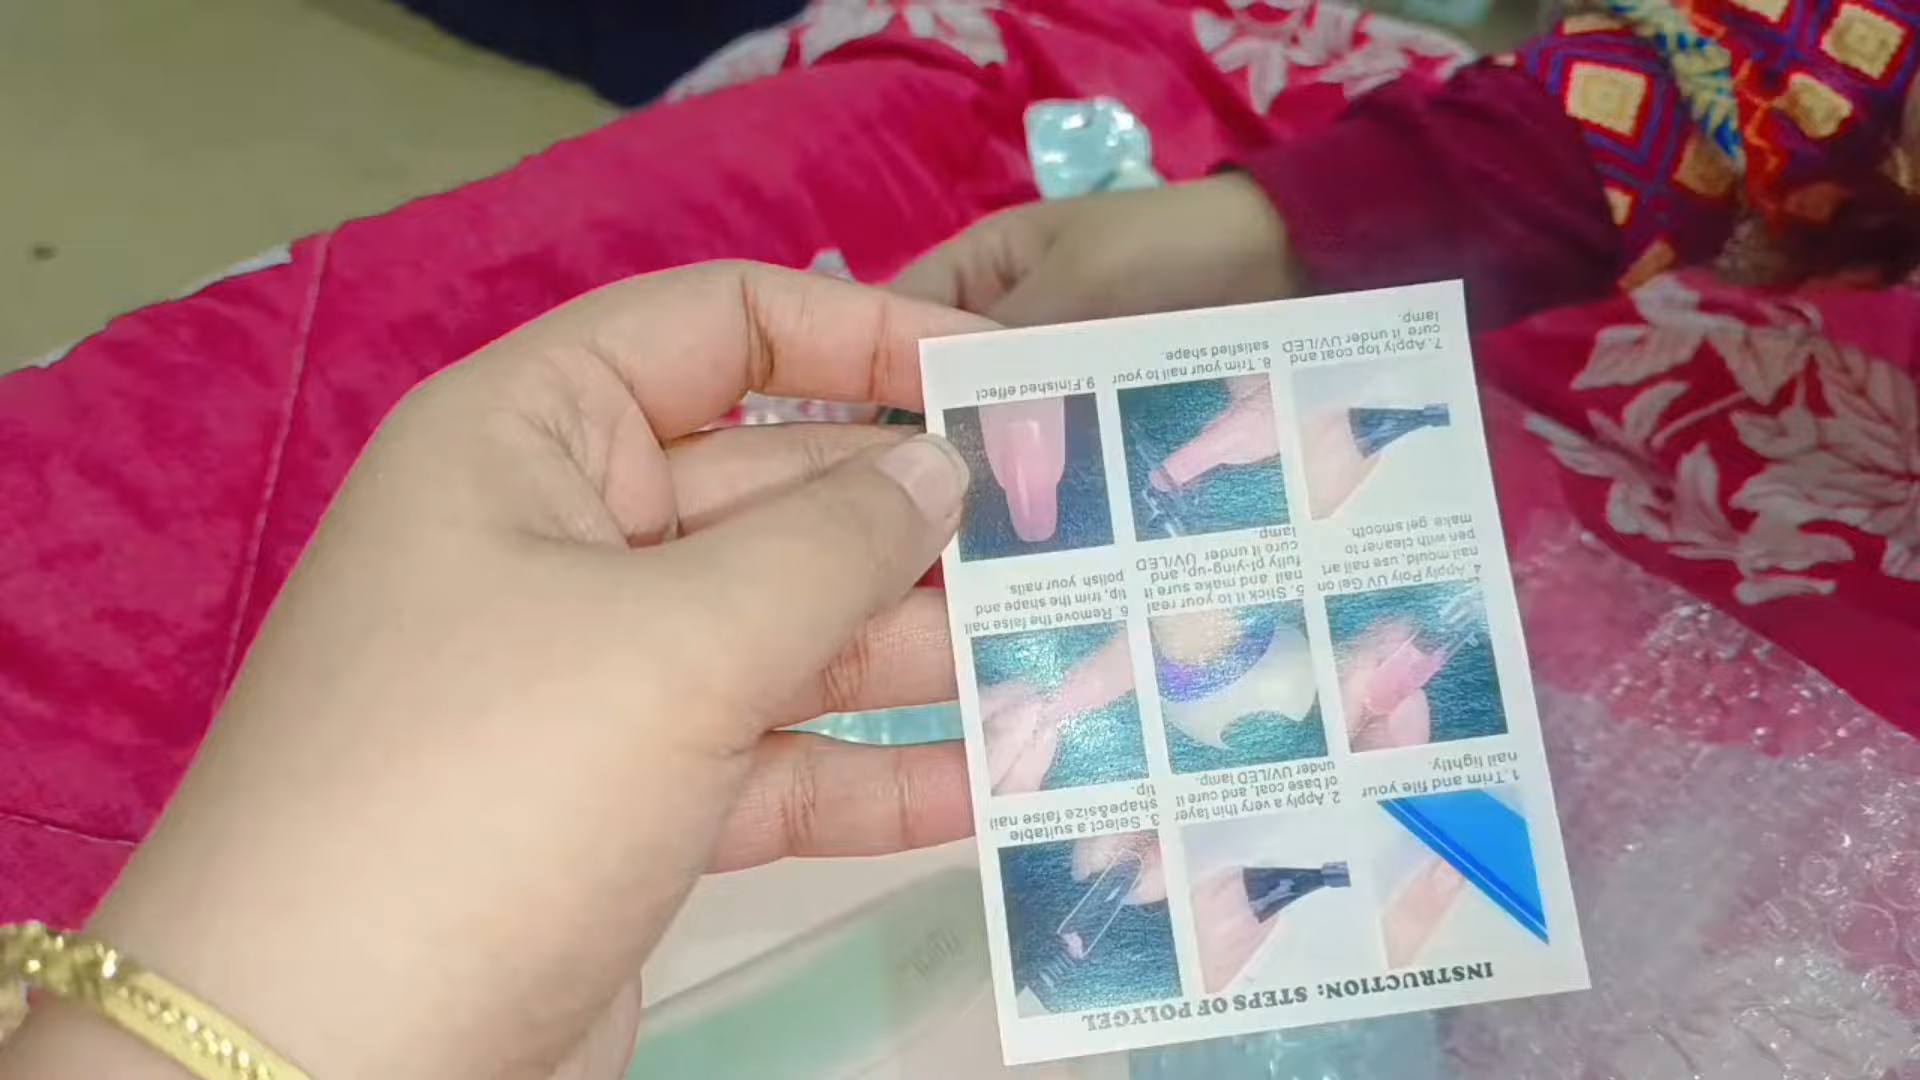 INSTRUCTION: STEPS OF POLYGEL
1. Trim and file your
nail lightly.
2. Apply a very thin layer
of base coat, and cure it
under UV/LED lamp.
3. Select a suitable
shape&size false nail
tip.
4. Apply Poly UV Gel on
nail mould, use nail art
pen with cleaner to
make gel smooth.
5. Stick it to your real
nail and make sure it
fully pl-ying-up, and
cure it under UV/LED
lamp.
6. Remove the false nail
tip, trim the shape and
polish your nails.
7. Apply top coat and
cure it under UV/LED
lamp.
8. Trim your nail to your
satisfied shape.
9.Finished effect